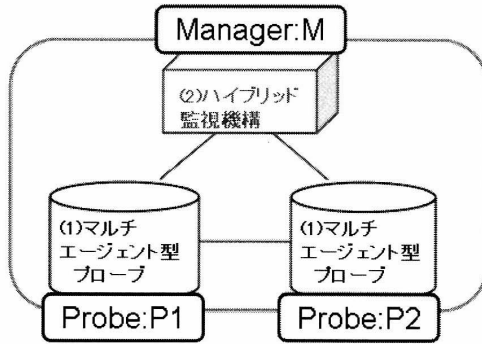 Manager:M
(2)ハイブリッド
監視機構
(1)マルチ
エージェント型
プローブ
(1)マルチ
エージェント型
プローブ
Probe:P1
Probe:P2